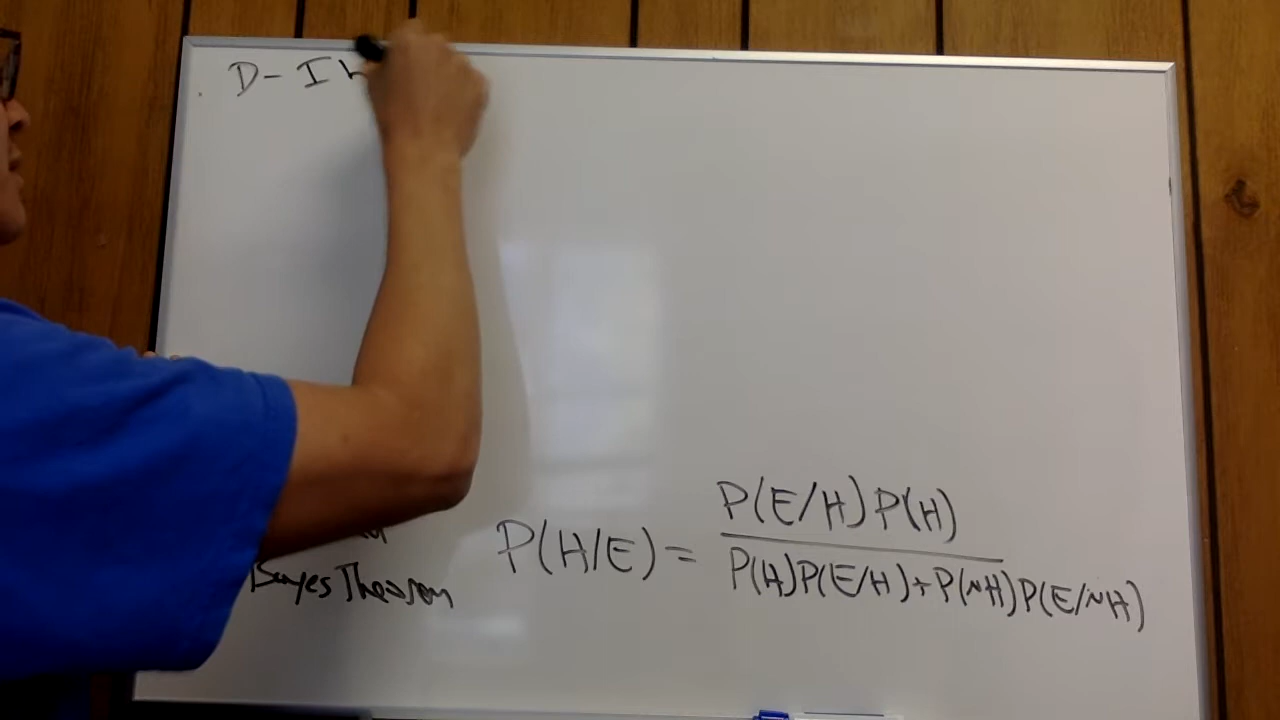 D - I h
P(E/H) P(H)
P(H/E) =
Bayes Theorem
P(H)P(E/H) + P(~H)P(E/~H)